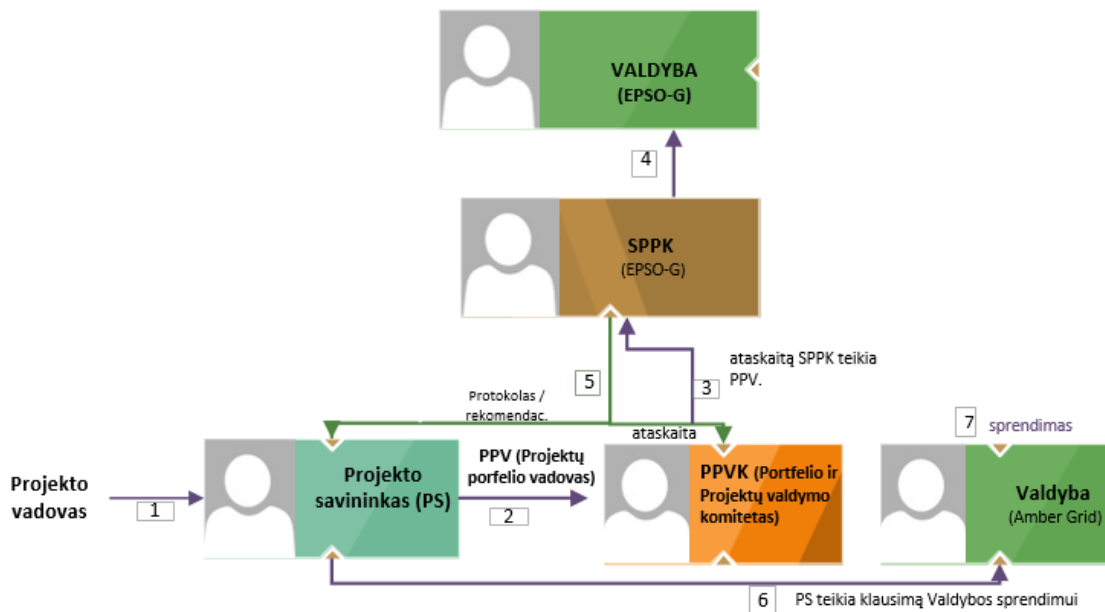 VALDYBA
(EPSO-G)
4
SPPK
(EPSO-G)
5
3
ataskaitą SPPK teikia
PPV.
Protokolas /
rekomendac.
ataskaita
7
sprendimas
Projekto
vadovas
1
Projekto
savininkas (PS)
PPV (Projektų
porfelio vadovas)
2
PPVK (Portfelio ir
Projektų valdymo
komitetas)
Valdyba
(Amber Grid)
6
PS teikia klausimą Valdybos sprendimui